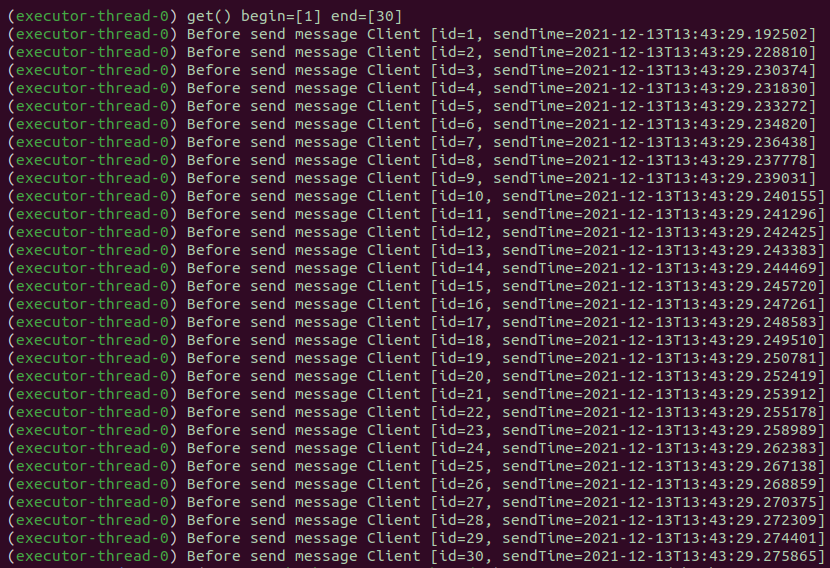 (executor-thread-0) get() begin=[1] end=[30]
(executor-thread-0) Before send message Client [id=1, sendTime=2021-12-13T13:43:29.192502]
(executor-thread-0) Before send message Client [id=2, sendTime=2021-12-13T13:43:29.228810]
(executor-thread-0) Before send message Client [id=3, sendTime=2021-12-13T13:43:29.230374]
(executor-thread-0) Before send message Client [id=4, sendTime=2021-12-13T13:43:29.231830]
(executor-thread-0) Before send message Client [id=5, sendTime=2021-12-13T13:43:29.233272]
(executor-thread-0) Before send message Client [id=6, sendTime=2021-12-13T13:43:29.234820]
(executor-thread-0) Before send message Client [id=7, sendTime=2021-12-13T13:43:29.236438]
(executor-thread-0) Before send message Client [id=8, sendTime=2021-12-13T13:43:29.237778]
(executor-thread-0) Before send message Client [id=9, sendTime=2021-12-13T13:43:29.239031]
(executor-thread-0) Before send message Client [id=10, sendTime=2021-12-13T13:43:29.240155]
(executor-thread-0) Before send message Client [id=11, sendTime=2021-12-13T13:43:29.241296]
(executor-thread-0) Before send message Client [id=12, sendTime=2021-12-13T13:43:29.242425]
(executor-thread-0) Before send message Client [id=13, sendTime=2021-12-13T13:43:29.243383]
(executor-thread-0) Before send message Client [id=14, sendTime=2021-12-13T13:43:29.244469]
(executor-thread-0) Before send message Client [id=15, sendTime=2021-12-13T13:43:29.245720]
(executor-thread-0) Before send message Client [id=16, sendTime=2021-12-13T13:43:29.247261]
(executor-thread-0) Before send message Client [id=17, sendTime=2021-12-13T13:43:29.248583]
(executor-thread-0) Before send message Client [id=18, sendTime=2021-12-13T13:43:29.249510]
(executor-thread-0) Before send message Client [id=19, sendTime=2021-12-13T13:43:29.250781]
(executor-thread-0) Before send message Client [id=20, sendTime=2021-12-13T13:43:29.252419]
(executor-thread-0) Before send message Client [id=21, sendTime=2021-12-13T13:43:29.253912]
(executor-thread-0) Before send message Client [id=22, sendTime=2021-12-13T13:43:29.255178]
(executor-thread-0) Before send message Client [id=23, sendTime=2021-12-13T13:43:29.258989]
(executor-thread-0) Before send message Client [id=24, sendTime=2021-12-13T13:43:29.262383]
(executor-thread-0) Before send message Client [id=25, sendTime=2021-12-13T13:43:29.267138]
(executor-thread-0) Before send message Client [id=26, sendTime=2021-12-13T13:43:29.268859]
(executor-thread-0) Before send message Client [id=27, sendTime=2021-12-13T13:43:29.270375]
(executor-thread-0) Before send message Client [id=28, sendTime=2021-12-13T13:43:29.272309]
(executor-thread-0) Before send message Client [id=29, sendTime=2021-12-13T13:43:29.274401]
(executor-thread-0) Before send message Client [id=30, sendTime=2021-12-13T13:43:29.275865]